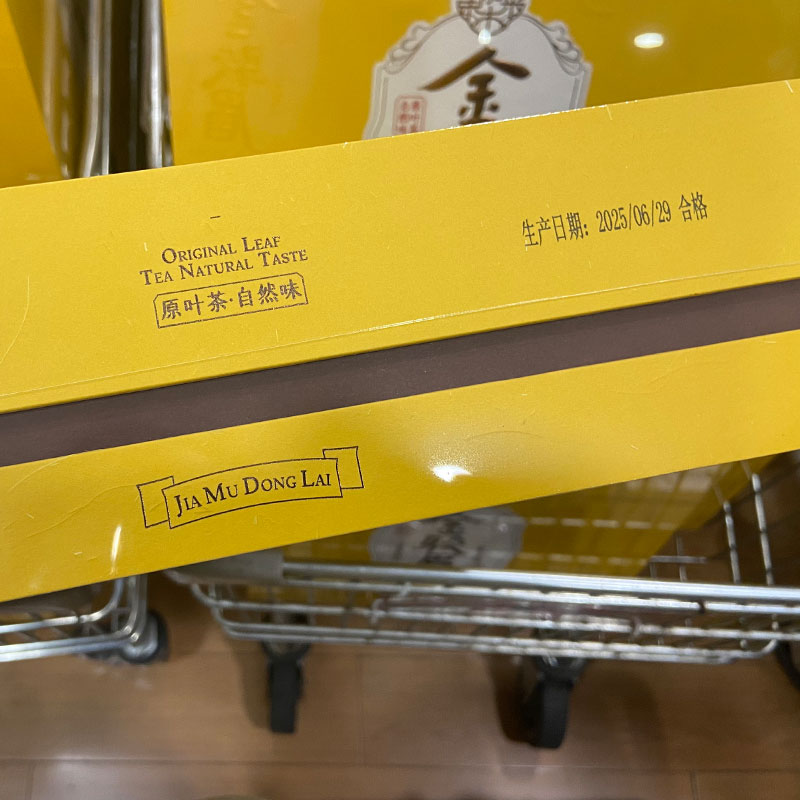 金
ORIGINAL LEAF
TEA NATURAL TASTE
原叶茶·自然味
生产日期: 2025/06/29 合格
JIA MU DONG LAI